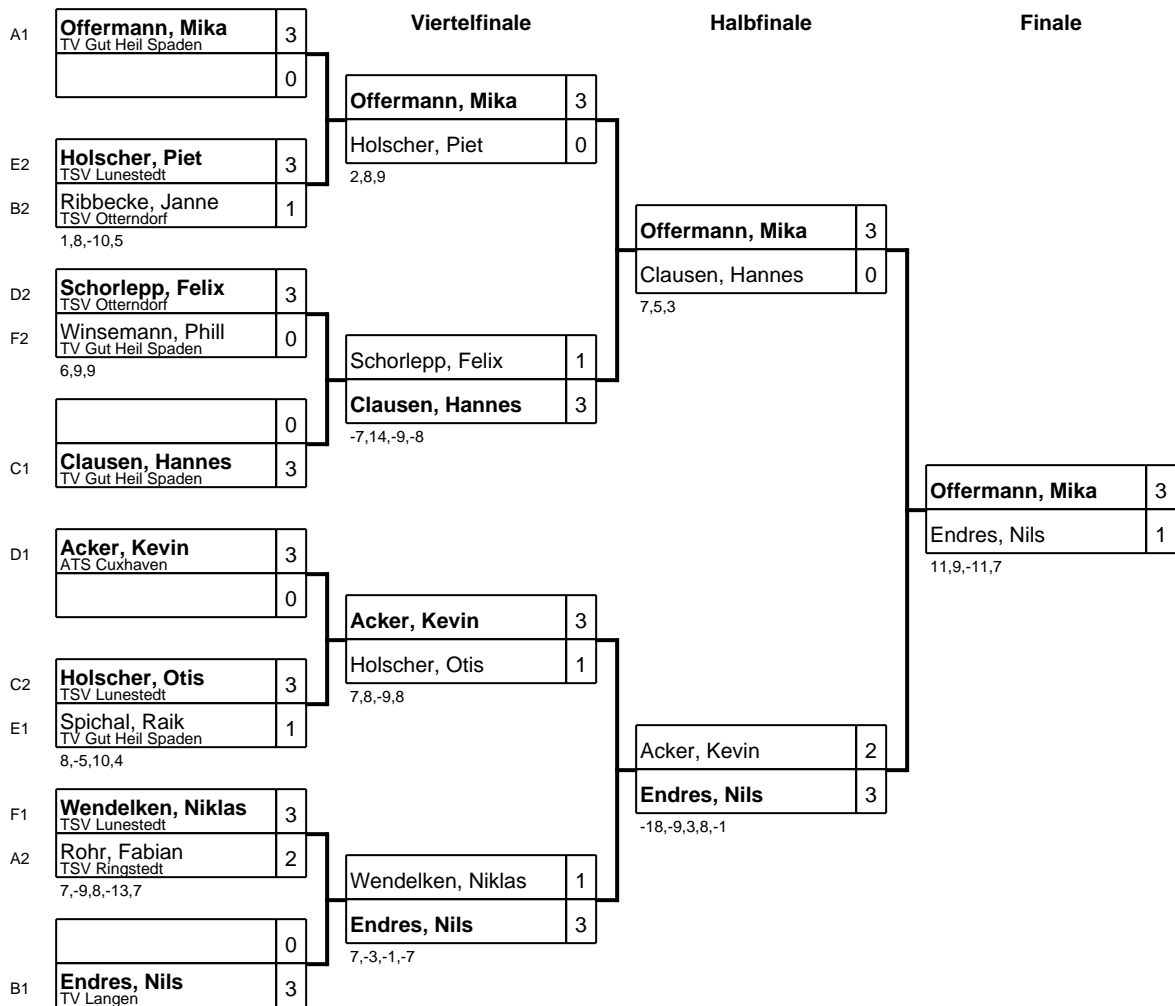 Viertelfinale
Halbfinale
Finale
A1
Offermann, Mika
TV Gut Heil Spaden
3
0
E2
Holscher, Piet
TSV Lunestedt
3
B2
Ribbecke, Janne
TSV Otterndorf
1
1,8,-10,5
D2
Schorlepp, Felix
TSV Otterndorf
3
F2
Winsemann, Phill
TV Gut Heil Spaden
0
6,9,9
0
C1
Clausen, Hannes
TV Gut Heil Spaden
3
D1
Acker, Kevin
ATS Cuxhaven
3
0
C2
Holscher, Otis
TSV Lunestedt
3
E1
Spichal, Raik
TV Gut Heil Spaden
1
8,-5,10,4
F1
Wendelken, Niklas
TSV Lunestedt
3
A2
Rohr, Fabian
TSV Ringstedt
2
7,-9,8,-13,7
0
B1
Endres, Nils
TV Langen
3
Offermann, Mika
3
Holscher, Piet
0
2,8,9
Schorlepp, Felix
1
Clausen, Hannes
3
-7,14,-9,-8
Acker, Kevin
3
Holscher, Otis
1
7,8,-9,8
Wendelken, Niklas
1
Endres, Nils
3
7,-3,-1,-7
Offermann, Mika
3
Clausen, Hannes
0
7,5,3
Acker, Kevin
2
Endres, Nils
3
-18,-9,3,8,-1
Offermann, Mika
3
Endres, Nils
1
11,9,-11,7